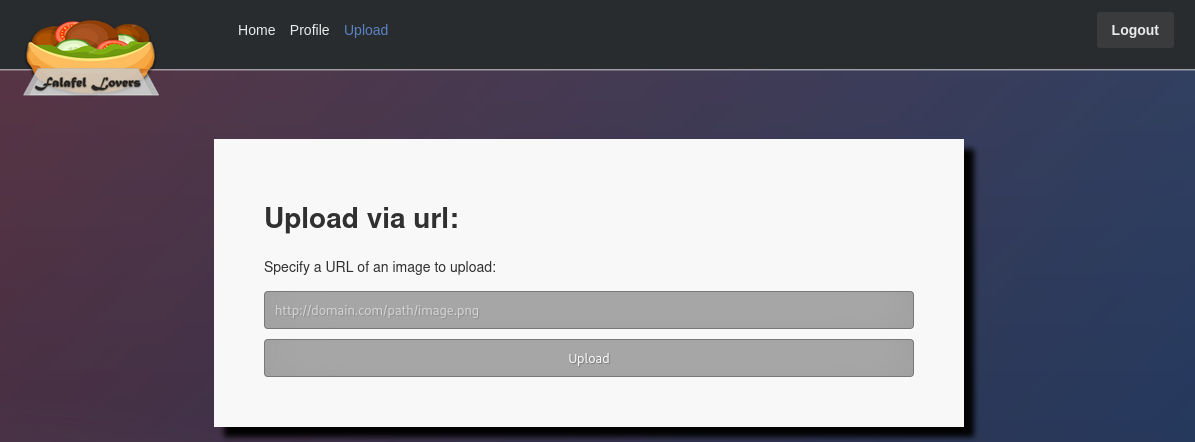 Home Profile Upload Logout
Falafel Lovers
Upload via url:
Specify a URL of an image to upload:
http://domain.com/path/image.png
Upload